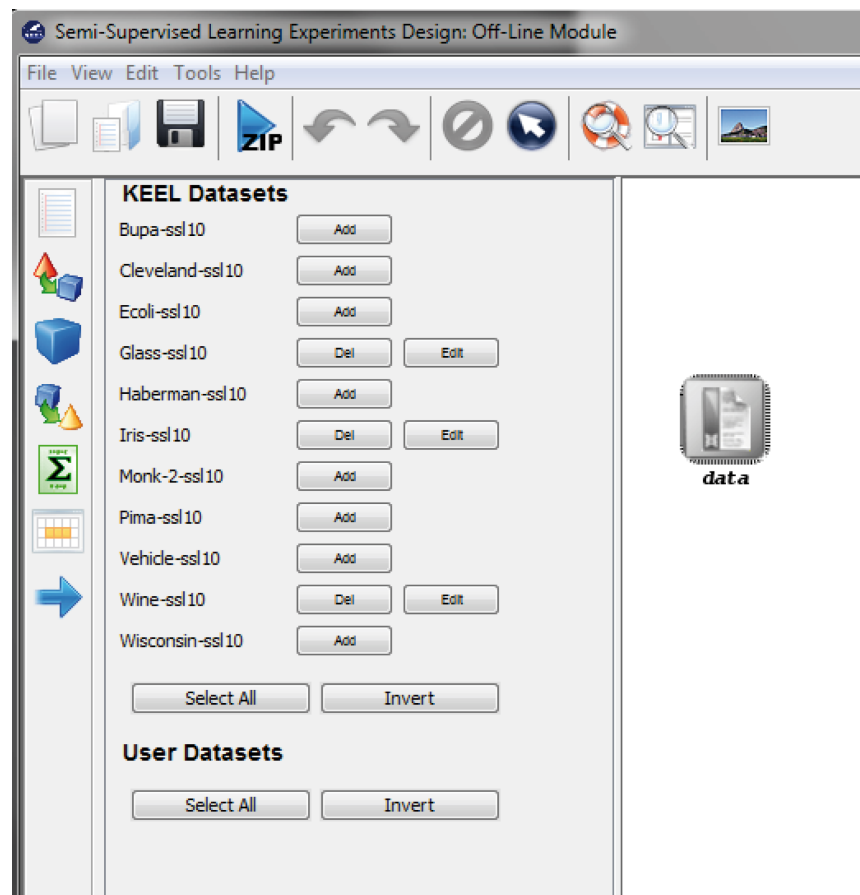 Semi-Supervised Learning Experiments Design: Off-Line Module
File View Edit Tools Help
ZIP
KEEL Datasets
Bupa-ssl10 Add
Cleveland-ssl10 Add
Ecoli-ssl10 Add
Glass-ssl10 Del Edit
Haberman-ssl10 Add
Iris-ssl10 Del Edit
Monk-2-ssl10 Add
Pima-ssl10 Add
Vehicle-ssl10 Add
Wine-ssl10 Del Edit
Wisconsin-ssl10 Add
Select All Invert
User Datasets
Select All Invert
Σ
data